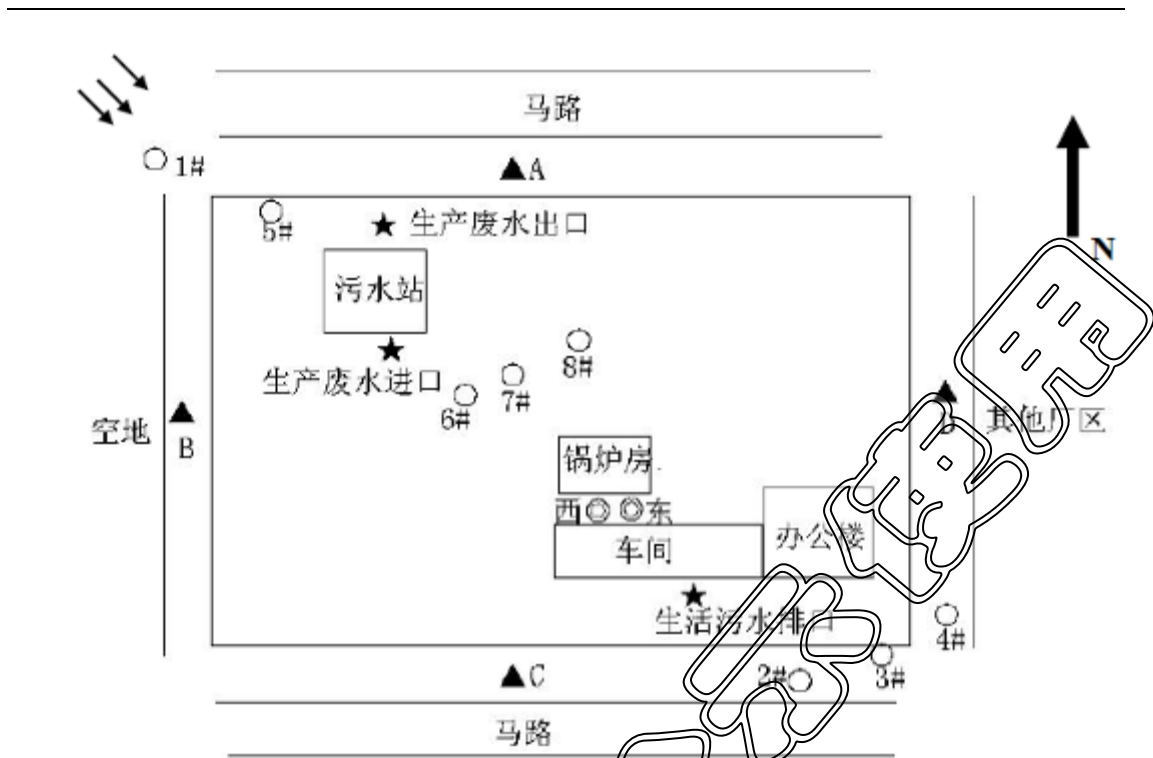 马路
1#
▲A
5#
★ 生产废水出口
N
污水站
★
生产废水进口
8#
7#
6#
空地
▲
B
▲
D
其他厂区
锅炉房
西◎ ◎东
车间
办公楼
★
生活污水排口
4#
▲C
2#
3#
马路